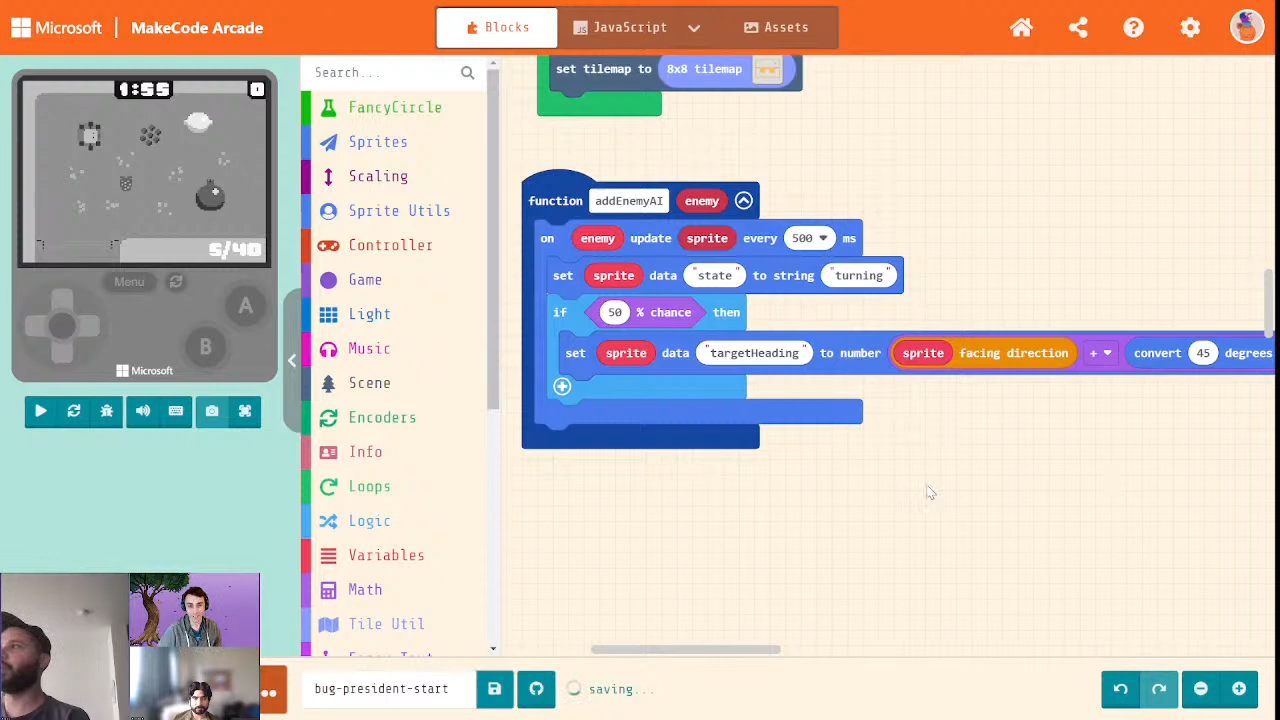 Microsoft | MakeCode Arcade
Blocks
JavaScript
Assets
1:55
0
5/40
Menu
A
B
Microsoft
Search...
FancyCircle
Sprites
Scaling
Sprite Utils
Controller
Game
Light
Music
Scene
Encoders
Info
Loops
Logic
Variables
Math
Tile Util
set tilemap to 8x8 tilemap
function addEnemyAI enemy
on enemy update sprite every 500 ms
set sprite data "state" to string "turning"
if 50 % chance then
set sprite data "targetHeading" to number sprite facing direction + convert 45 degrees
bug-president-start
saving...